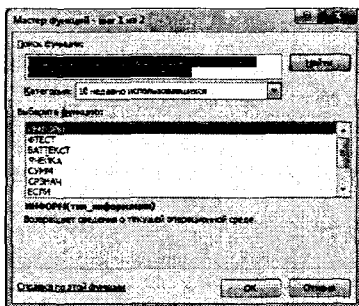 Мастер функций - шаг 1 из 2
Поиск функции:
Найти
Категория: 10 недавно использовавшихся
Выберите функцию:
ИНФОРМ
ФТЕСТ
БАТТЕКСТ
ЯЧЕЙКА
СУММ
СРЗНАЧ
ЕСЛИ
ИНФОРМ(тип_информации)
Возвращает сведения о текущей операционной среде.
Справка по этой функции
ОК
Отмена